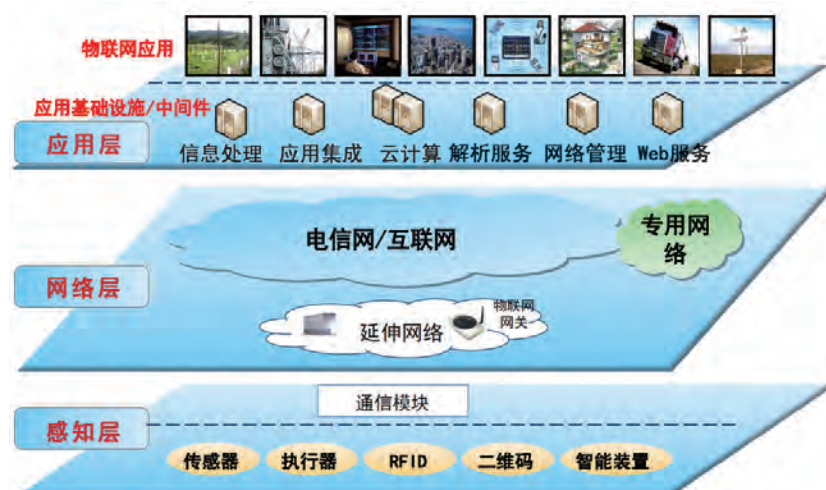 物联网应用
应用基础设施/中间件
应用层
信息处理 应用集成 云计算 解析服务 网络管理 Web服务
电信网/互联网
专用网
络
网络层
延伸网络
物联网
网关
通信模块
感知层
传感器 执行器 RFID 二维码 智能装置